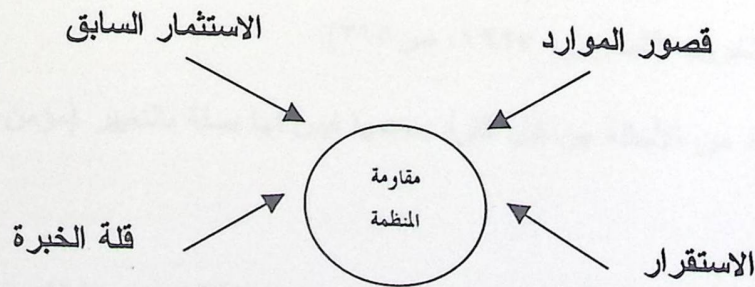 قصور الموارد
الاستثمار السابق
مقاومة
المنظمة
الاستقرار
قلة الخبرة